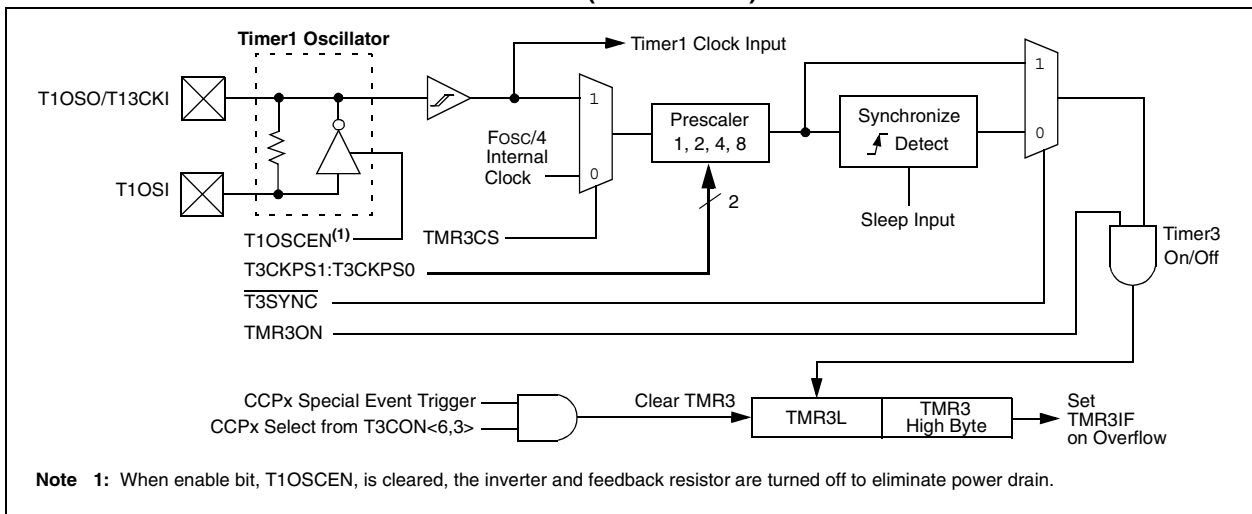 Timer1 Oscillator
Timer1 Clock Input
T1OSO/T13CKI
1
1
FOSC/4
Internal
Clock
0
Prescaler
1, 2, 4, 8
Synchronize
Detect
0
T1OSI
2
Sleep Input
T1OSCEN(1)
TMR3CS
Timer3
On/Off
T3CKPS1:T3CKPS0
T3SYNC
TMR3ON
CCPx Special Event Trigger
CCPx Select from T3CON<6,3>
Clear TMR3
TMR3L
TMR3
High Byte
Set
TMR3IF
on Overflow
Note 1: When enable bit, T1OSCEN, is cleared, the inverter and feedback resistor are turned off to eliminate power drain.